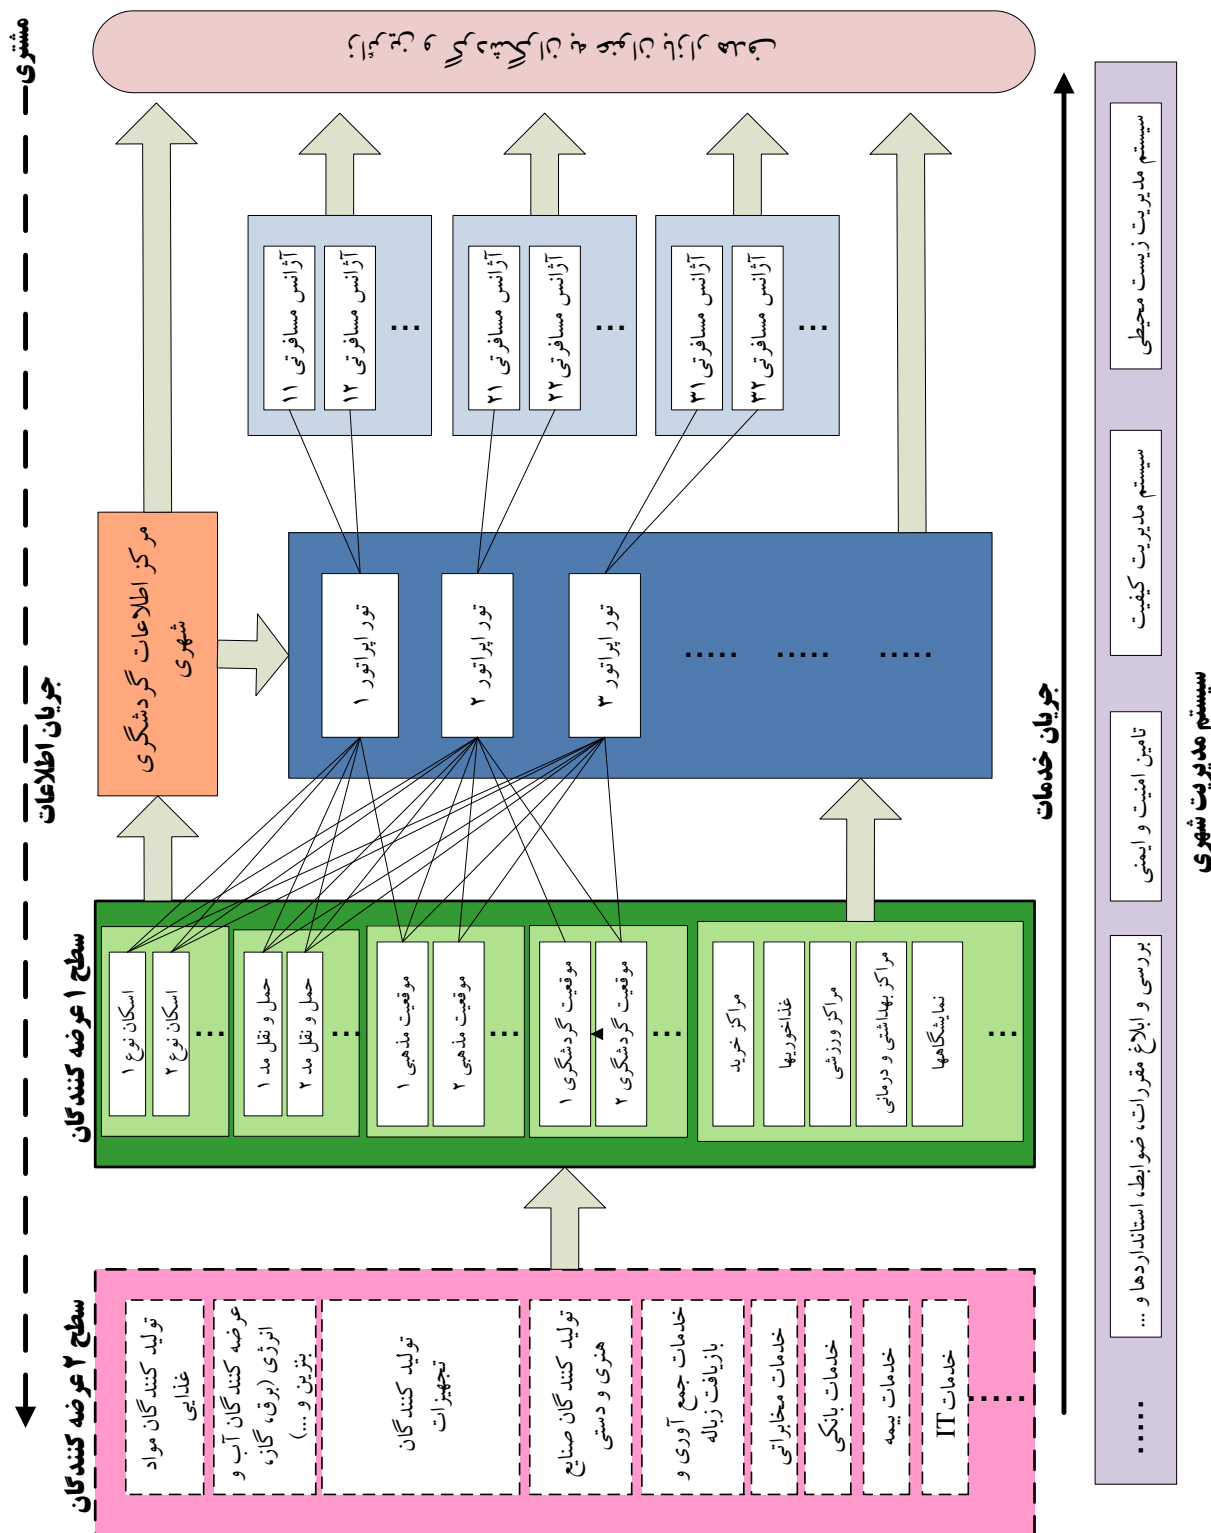 مشتری
جریان اطلاعات
زائرین و گردشگران به عنوان بازار هدف
آژانس مسافرتی ۱۱
آژانس مسافرتی ۱۲
...
آژانس مسافرتی ۲۱
آژانس مسافرتی ۲۲
...
آژانس مسافرتی ۳۱
آژانس مسافرتی ۳۲
...
مرکز اطلاعات گردشگری
شهری
تور اپراتور ۱
تور اپراتور ۲
تور اپراتور ۳
.....
.....
.....
سطح ۱ عرضه کنندگان
اسکان نوع ۱
اسکان نوع ۲
...
حمل و نقل مد ۱
حمل و نقل مد ۲
...
موقعیت مذهبی ۱
موقعیت مذهبی ۲
...
موقعیت گردشگری ۱
موقعیت گردشگری ۲
...
مراکز خرید
غذاخوریها
مراکز ورزشی
مراکز بهداشتی و درمانی
نمایشگاهها
...
سطح ۲ عرضه کنندگان
تولید کنندگان مواد
غذایی
عرضه کنندگان آب و
انرژی (برق، گاز،
بنزین و ...)
تولید کنندگان
تجهیزات
تولید کنندگان صنایع
هنری و دستی
خدمات جمع آوری و
بازیافت زباله
خدمات مخابراتی
خدمات بانکی
خدمات بیمه
خدمات IT
.....
جریان خدمات
سیستم مدیریت زیست محیطی
سیستم مدیریت کیفیت
تامین امنیت و ایمنی
بررسی و ابلاغ مقررات، ضوابط، استانداردها و ...
.....
سیستم مدیریت شهری